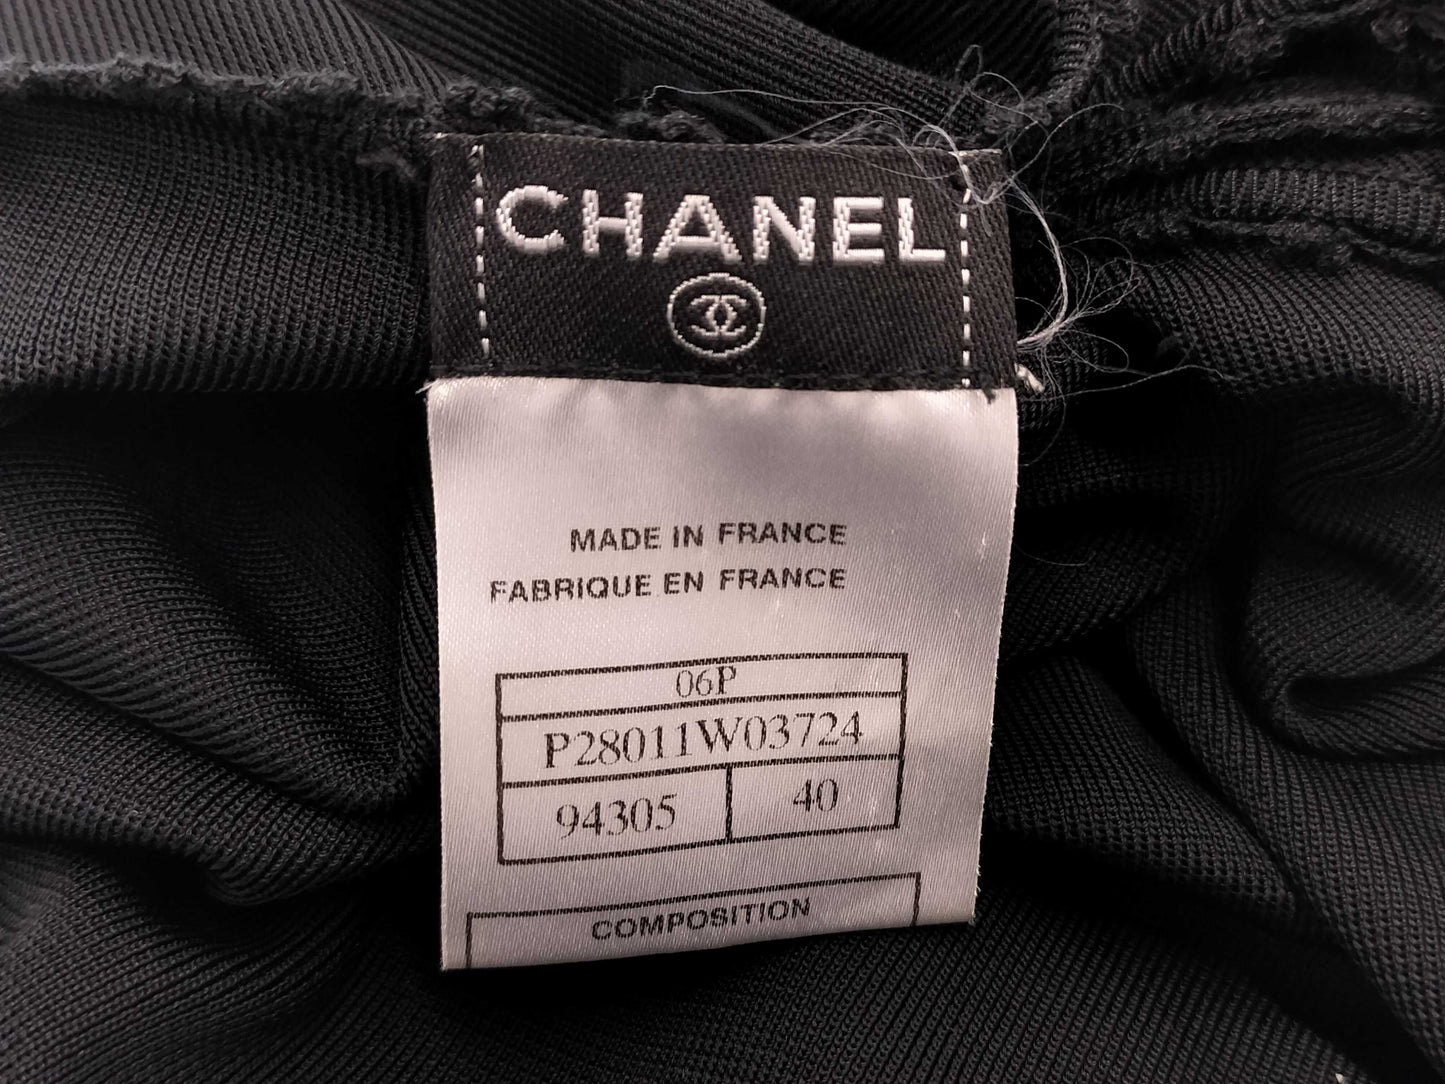 CHANEL
MADE IN FRANCE
FABRIQUE EN FRANCE
06P
P28011W03724
94305 40
COMPOSITION